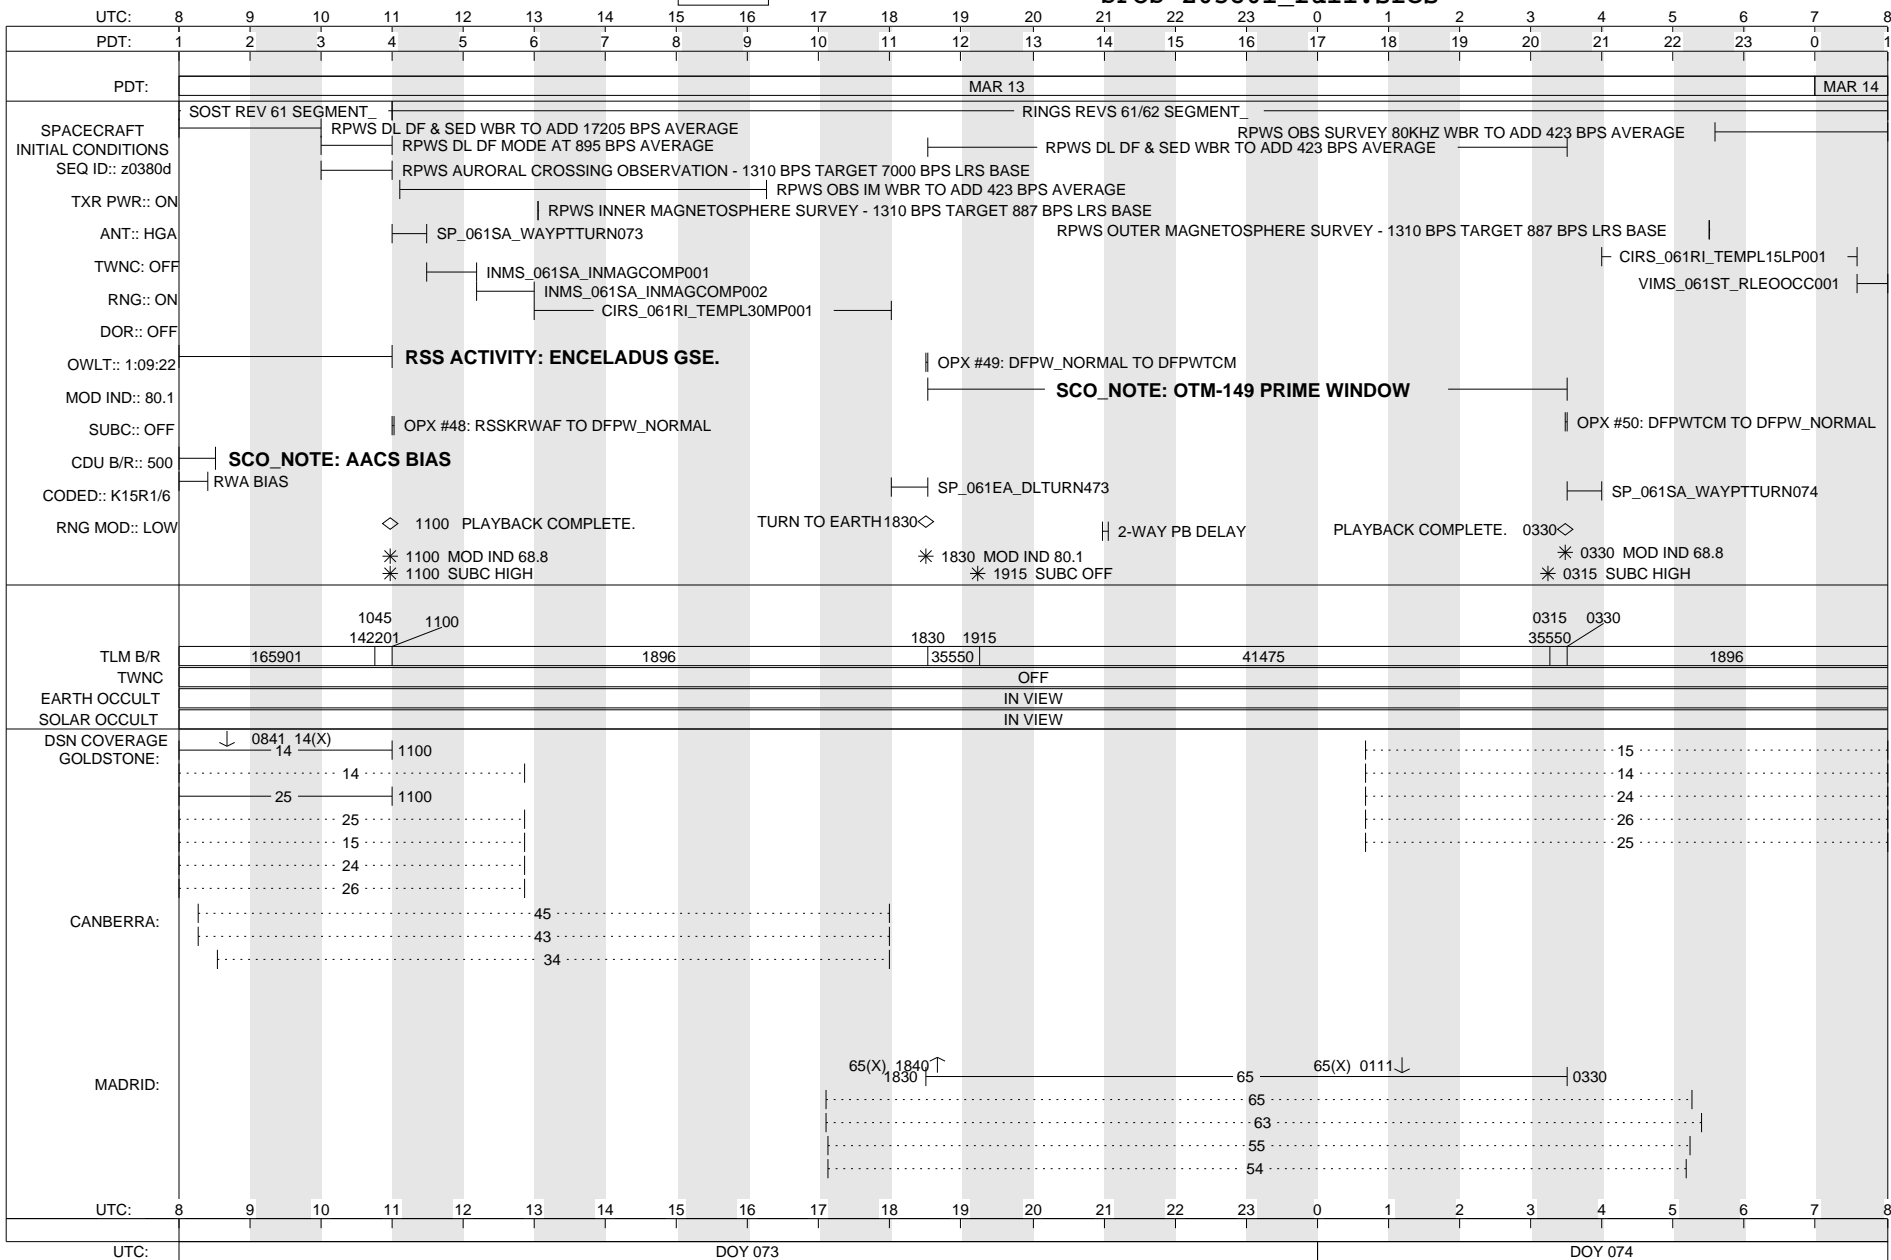 UTC: 8 9 10 11 12 13 14 15 16 17 18 19 20 21 22 23 0 1 2 3 4 5 6 7 8
PDT: 1 2 3 4 5 6 7 8 9 10 11 12 13 14 15 16 17 18 19 20 21 22 23 0 1
PDT: MAR 13 MAR 14
SOST REV 61 SEGMENT_ RINGS REVS 61/62 SEGMENT_
SPACECRAFT
INITIAL CONDITIONS
SEQ ID:: z0380d
TXR PWR:: ON
ANT:: HGA
TWNC: OFF
RNG:: ON
DOR:: OFF
OWLT:: 1:09:22
MOD IND:: 80.1
SUBC:: OFF
CDU B/R:: 500
CODED:: K15R1/6
RNG MOD:: LOW
RPWS DL DF & SED WBR TO ADD 17205 BPS AVERAGE
RPWS OBS SURVEY 80KHZ WBR TO ADD 423 BPS AVERAGE
RPWS DL DF MODE AT 895 BPS AVERAGE
RPWS DL DF & SED WBR TO ADD 423 BPS AVERAGE
RPWS AURORAL CROSSING OBSERVATION - 1310 BPS TARGET 7000 BPS LRS BASE
RPWS OBS IM WBR TO ADD 423 BPS AVERAGE
RPWS INNER MAGNETOSPHERE SURVEY - 1310 BPS TARGET 887 BPS LRS BASE
SP_061SA_WAYPTTURN073
RPWS OUTER MAGNETOSPHERE SURVEY - 1310 BPS TARGET 887 BPS LRS BASE
CIRS_061RI_TEMPL15LP001
INMS_061SA_INMAGCOMP001
VIMS_061ST_RLEOOCC001
INMS_061SA_INMAGCOMP002
CIRS_061RI_TEMPL30MP001
RSS ACTIVITY: ENCELADUS GSE.
OPX #49: DFPW_NORMAL TO DFPWTCM
SCO_NOTE: OTM-149 PRIME WINDOW
OPX #48: RSSKRWAF TO DFPW_NORMAL
OPX #50: DFPWTCM TO DFPW_NORMAL
SCO_NOTE: AACS BIAS
RWA BIAS
SP_061EA_DLTURN473
SP_061SA_WAYPTTURN074
1100 PLAYBACK COMPLETE.
TURN TO EARTH 1830
2-WAY PB DELAY
PLAYBACK COMPLETE. 0330
1100 MOD IND 68.8
1830 MOD IND 80.1
0330 MOD IND 68.8
1100 SUBC HIGH
1915 SUBC OFF
0315 SUBC HIGH
1045 1100 0315 0330
142201 1830 1915 35550
TLM B/R 165901 1896 35550 41475 1896
TWNC OFF
EARTH OCCULT IN VIEW
SOLAR OCCULT IN VIEW
DSN COVERAGE
GOLDSTONE:
0841 14(X)
14 1100 15
14 14
25 1100 24
25 26
15 25
24
26
CANBERRA:
45
43
34
MADRID:
65(X) 1840 65(X) 0111
1830 65 0330
65
63
55
54
UTC: 8 9 10 11 12 13 14 15 16 17 18 19 20 21 22 23 0 1 2 3 4 5 6 7 8
UTC: DOY 073 DOY 074